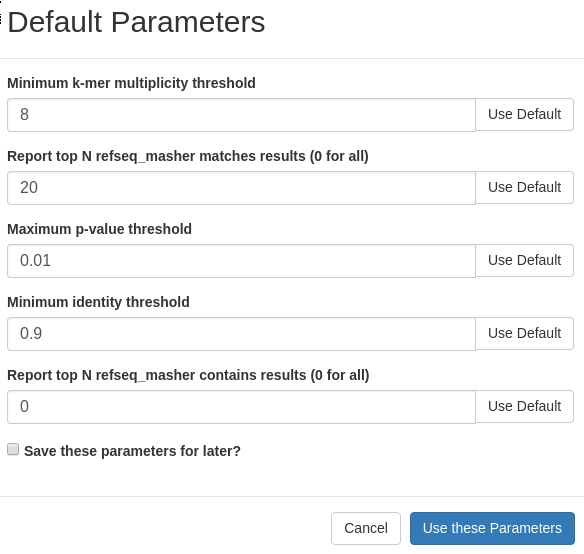 Default Parameters
Minimum k-mer multiplicity threshold
8 Use Default
Report top N refseq_masher matches results (0 for all)
20 Use Default
Maximum p-value threshold
0.01 Use Default
Minimum identity threshold
0.9 Use Default
Report top N refseq_masher contains results (0 for all)
0 Use Default
Save these parameters for later?
Cancel Use these Parameters